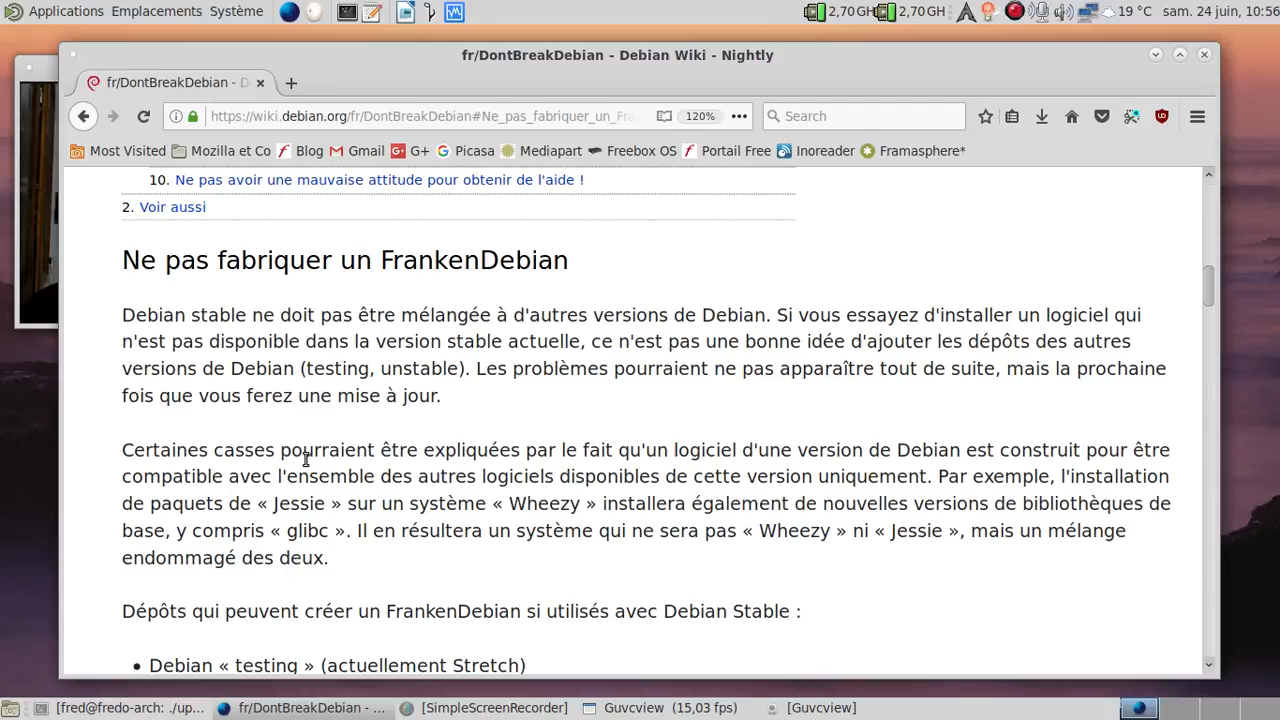 Applications Emplacements Système 2,70 GH 2,70 GH 19 °C sam. 24 juin, 10:56
fr/DontBreakDebian - Debian Wiki - Nightly
fr/DontBreakDebian - D
https://wiki.debian.org/fr/DontBreakDebian#Ne_pas_fabriquer_un_Fra 120% Search
Most Visited Mozilla et Co Blog Gmail G+ Picasa Mediapart Freebox OS Portail Free Inoreader Framasphere*
10. Ne pas avoir une mauvaise attitude pour obtenir de l'aide !
2. Voir aussi
Ne pas fabriquer un FrankenDebian
Debian stable ne doit pas être mélangée à d'autres versions de Debian. Si vous essayez d'installer un logiciel qui
n'est pas disponible dans la version stable actuelle, ce n'est pas une bonne idée d'ajouter les dépôts des autres
versions de Debian (testing, unstable). Les problèmes pourraient ne pas apparaître tout de suite, mais la prochaine
fois que vous ferez une mise à jour.
Certaines casses pourraient être expliquées par le fait qu'un logiciel d'une version de Debian est construit pour être
compatible avec l'ensemble des autres logiciels disponibles de cette version uniquement. Par exemple, l'installation
de paquets de « Jessie » sur un système « Wheezy » installera également de nouvelles versions de bibliothèques de
base, y compris « glibc ». Il en résultera un système qui ne sera pas « Wheezy » ni « Jessie », mais un mélange
endommagé des deux.
Dépôts qui peuvent créer un FrankenDebian si utilisés avec Debian Stable :
• Debian « testing » (actuellement Stretch)
[fred@fredo-arch: ./up... fr/DontBreakDebian - ... [SimpleScreenRecorder] Guvcview (15,03 fps) [Guvcview]